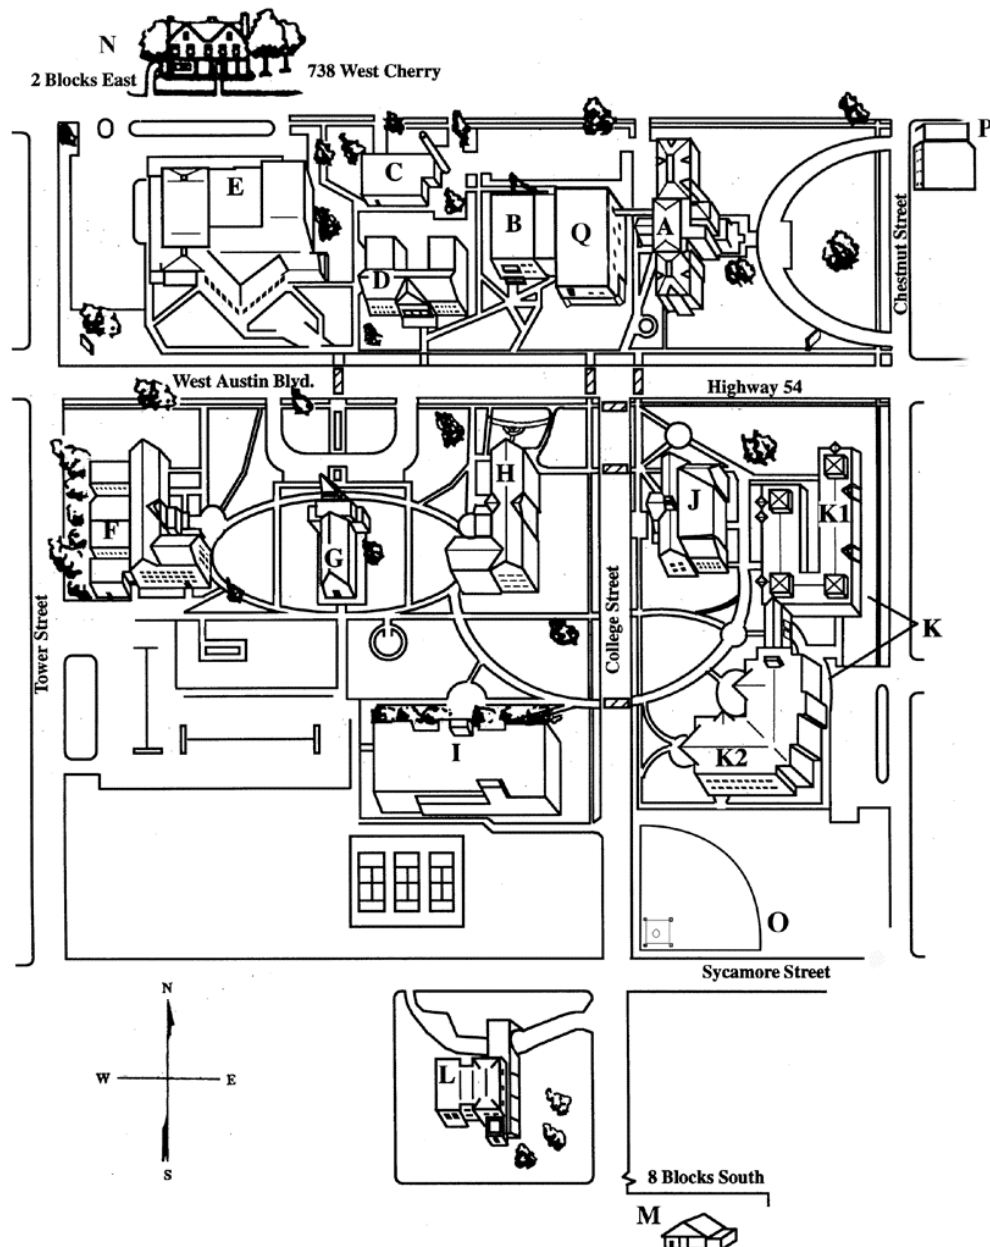 N
2 Blocks East
738 West Cherry
P
E
C
B
Q
A
D
Chestnut Street
West Austin Blvd.
Highway 54
H
F
G
J
K1
K
College Street
Tower Street
I
K2
O
Sycamore Street
N
W
E
S
L
8 Blocks South
M